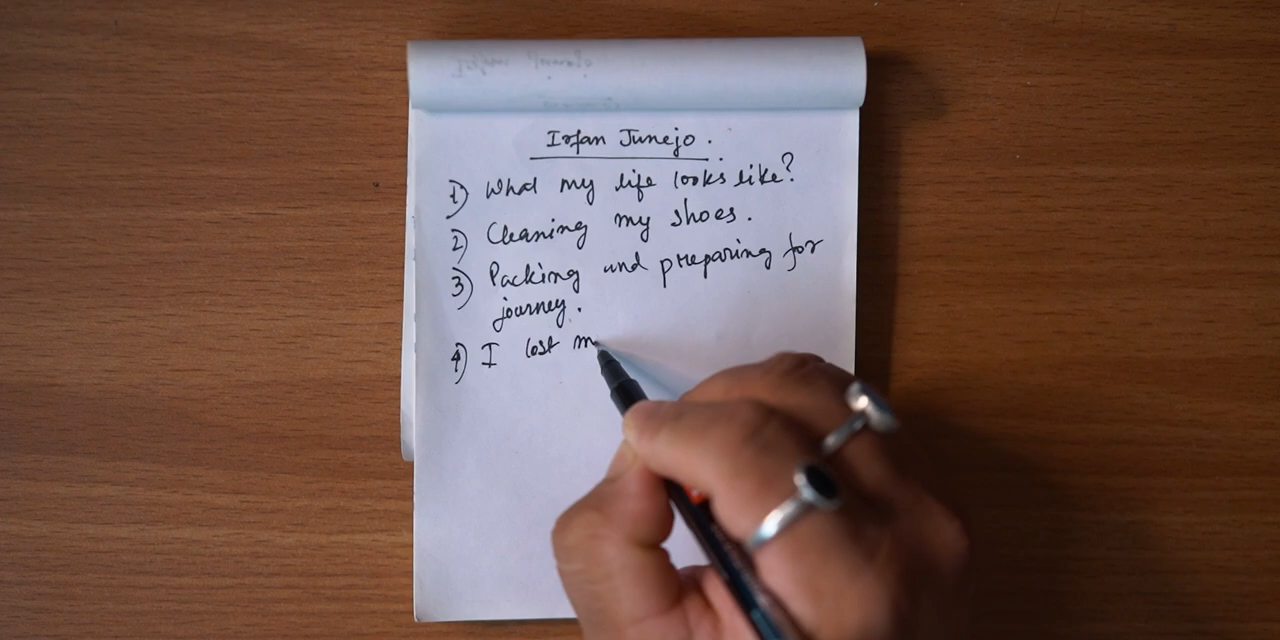 Irfan Junejo.
1) What my life looks like?
2) Cleaning my shoes.
3) Packing and preparing for
journey.
4) I lost m